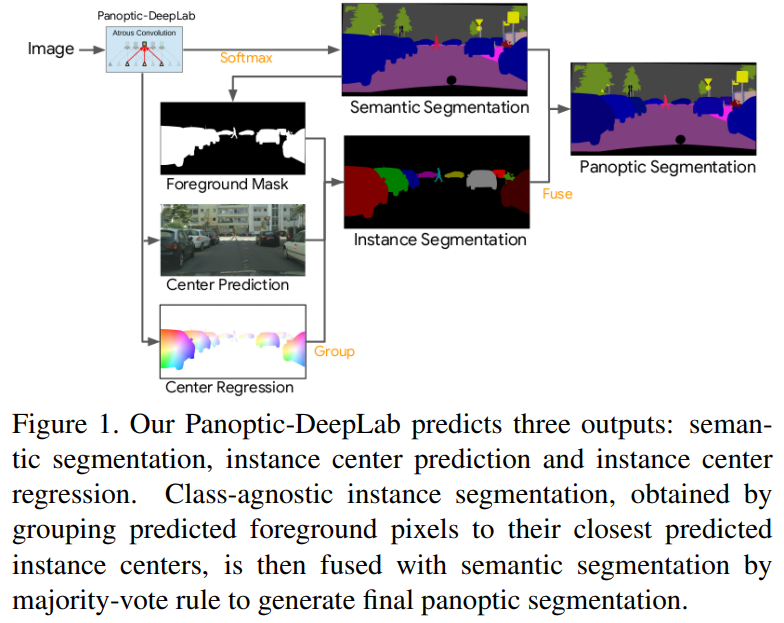 Panoptic-DeepLab
Image
Atrous Convolution
Softmax
Semantic Segmentation
Foreground Mask
Panoptic Segmentation
Instance Segmentation
Fuse
Center Prediction
Group
Center Regression
Figure 1. Our Panoptic-DeepLab predicts three outputs: seman-
tic segmentation, instance center prediction and instance center
regression. Class-agnostic instance segmentation, obtained by
grouping predicted foreground pixels to their closest predicted
instance centers, is then fused with semantic segmentation by
majority-vote rule to generate final panoptic segmentation.